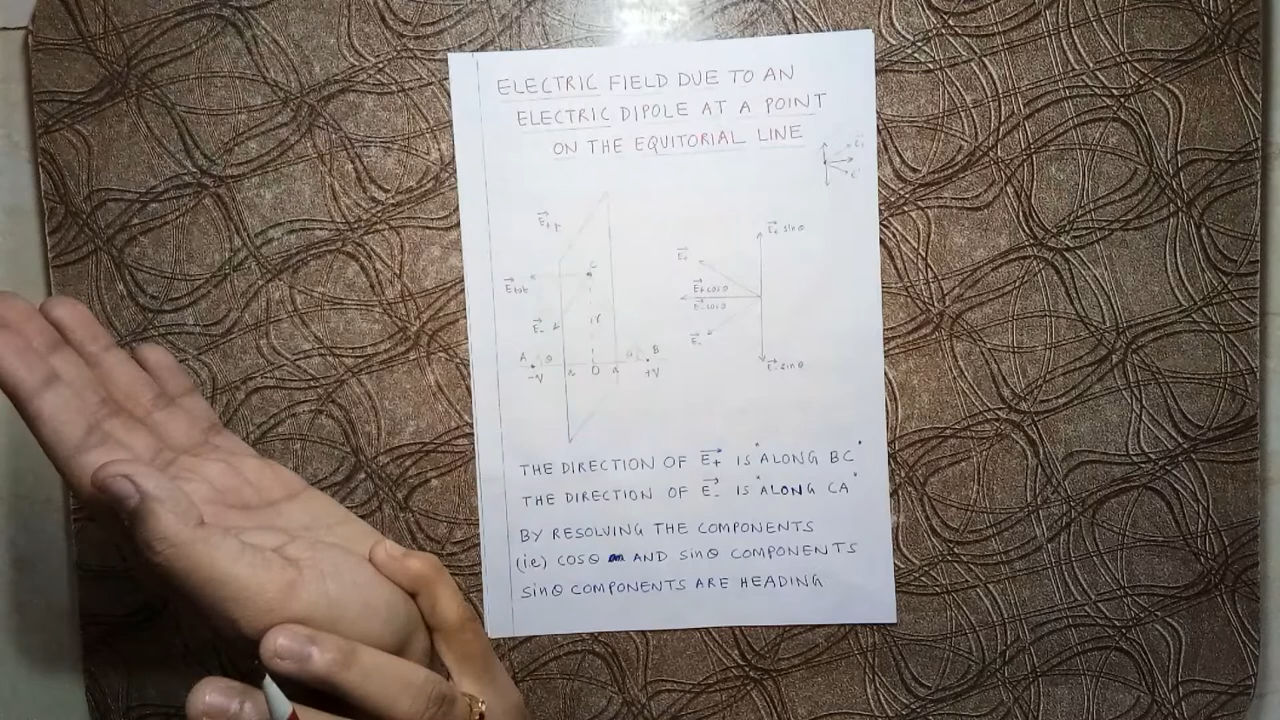 ELECTRIC FIELD DUE TO AN
ELECTRIC DIPOLE AT A POINT
ON THE EQUITORIAL LINE
E+
C
Etot
E-
r
A
θ
B
-q
a
O
a
E+ sinθ
E+
E+ cosθ
E- cosθ
E-
E- sinθ
THE DIRECTION OF E+ IS "ALONG BC"
THE DIRECTION OF E- IS "ALONG CA"
BY RESOLVING THE COMPONENTS
(ie) COSθ AND sinθ COMPONENTS
sinθ COMPONENTS ARE HEADING